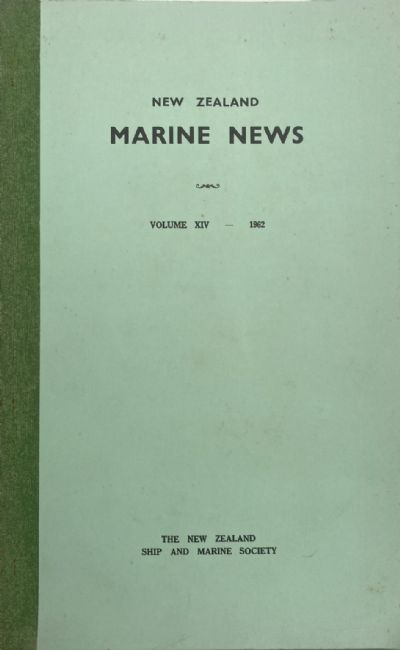 NEW ZEALAND
MARINE NEWS
VOLUME XIV — 1962
THE NEW ZEALAND
SHIP AND MARINE SOCIETY